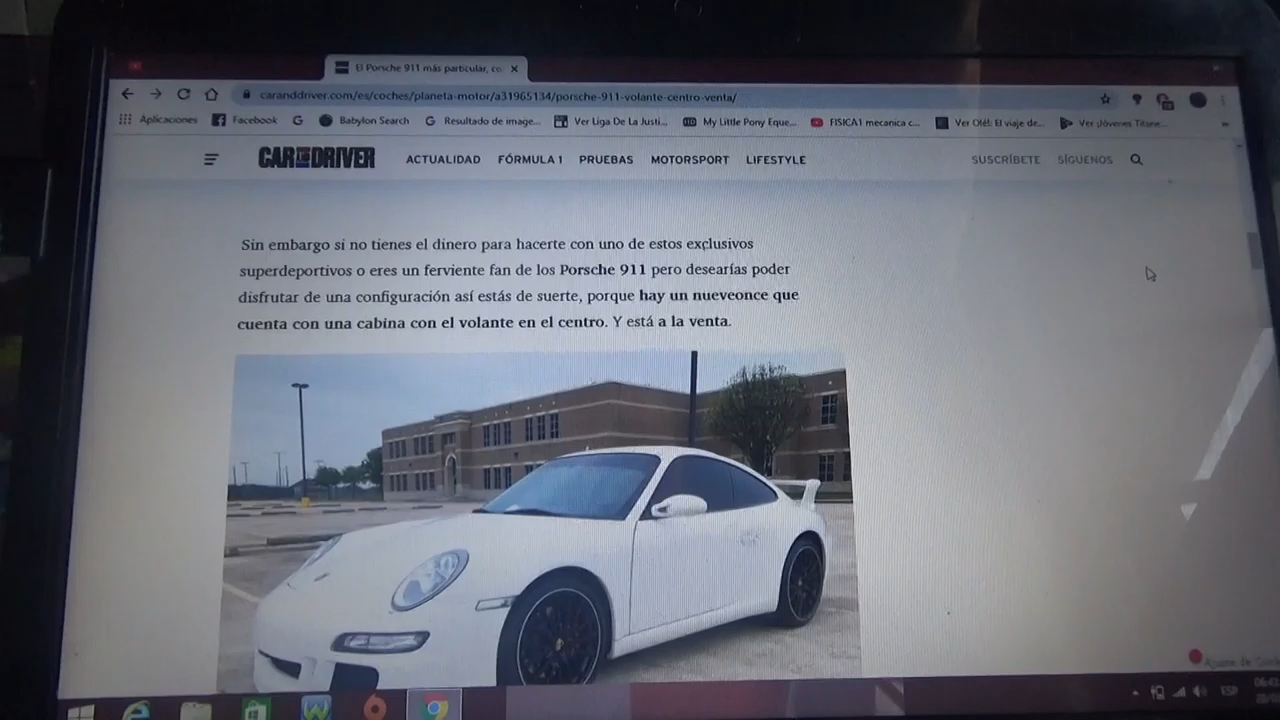 El Porsche 911 más particular, co
caranddriver.com/es/coches/planeta-motor/a31965134/porsche-911-volante-centro-venta/
Aplicaciones Facebook Babylon Search Resultado de image... Ver Liga De La Justi... My Little Pony Eque... FISICA1 mecanica c... Ver Olé!: El viaje de... Ver Jóvenes Titane...
CAR AND DRIVER ACTUALIDAD FÓRMULA 1 PRUEBAS MOTORSPORT LIFESTYLE SUSCRÍBETE SÍGUENOS
Sin embargo si no tienes el dinero para hacerte con uno de estos exclusivos
superdeportivos o eres un ferviente fan de los Porsche 911 pero desearías poder
disfrutar de una configuración así estás de suerte, porque hay un nueveonce que
cuenta con una cabina con el volante en el centro. Y está a la venta.
ESP